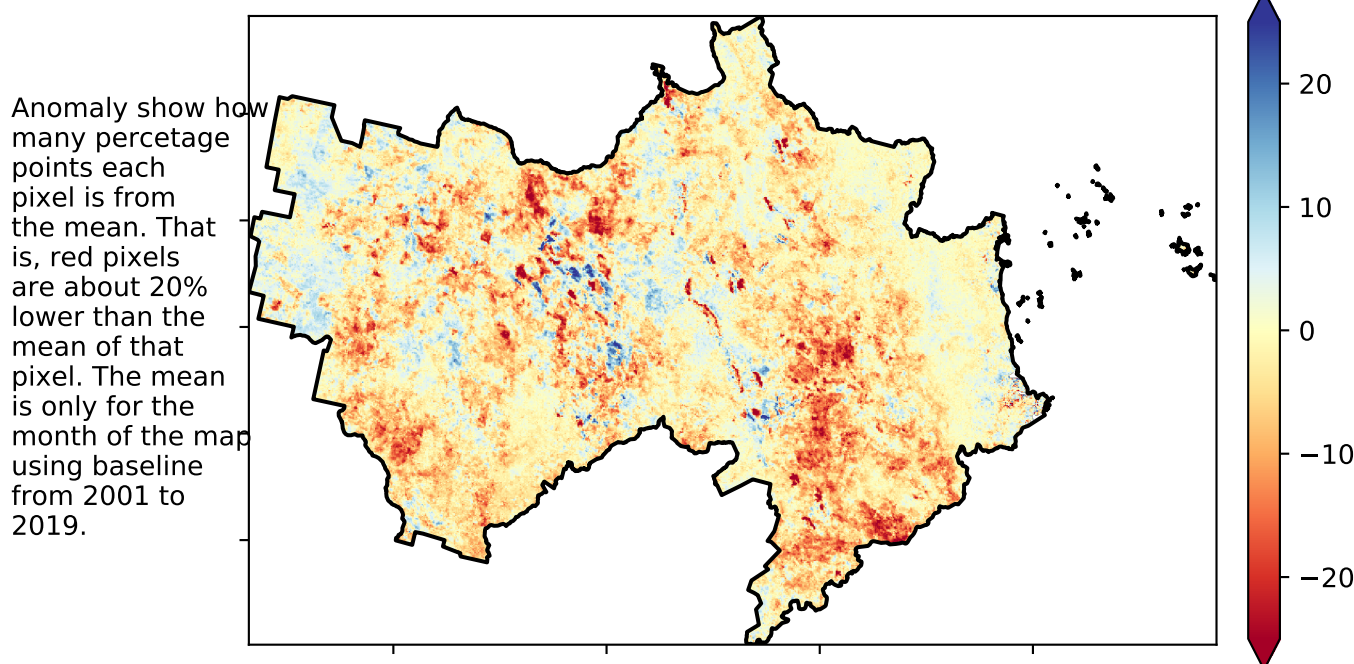 Anomaly show how
many percetage
points each
pixel is from
the mean. That
is, red pixels
are about 20%
lower than the
mean of that
pixel. The mean
is only for the
month of the map
using baseline
from 2001 to
2019.
20
10
0
−10
−20